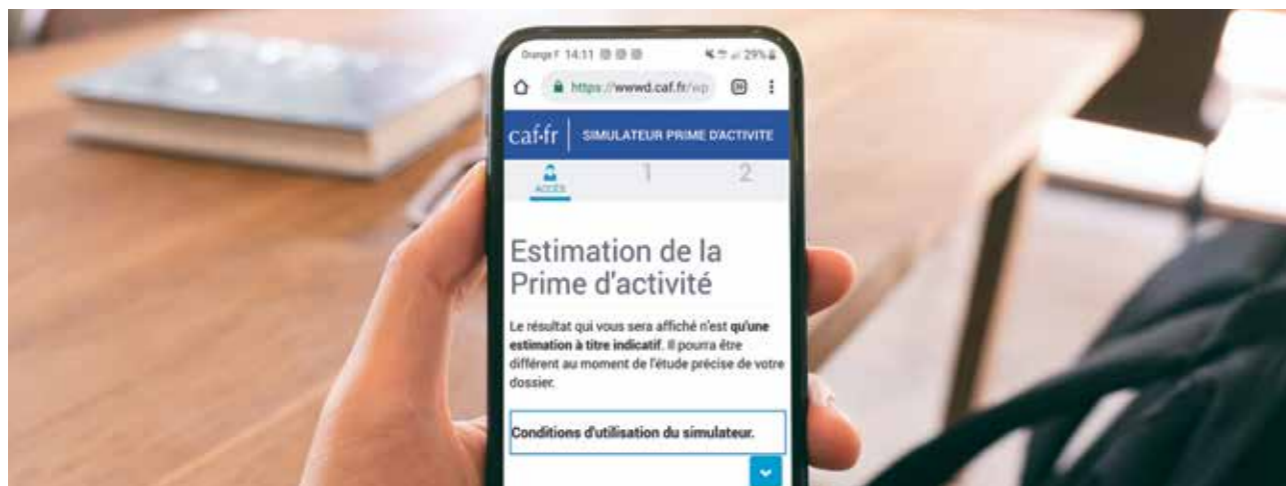 Orange F 14:11 29%
https://wwwd.caf.fr/wp
caf·fr SIMULATEUR PRIME D'ACTIVITE
ACCÈS 1 2
Estimation de la
Prime d'activité
Le résultat qui vous sera affiché n'est qu'une
estimation à titre indicatif. Il pourra être
différent au moment de l'étude précise de votre
dossier.
Conditions d'utilisation du simulateur.